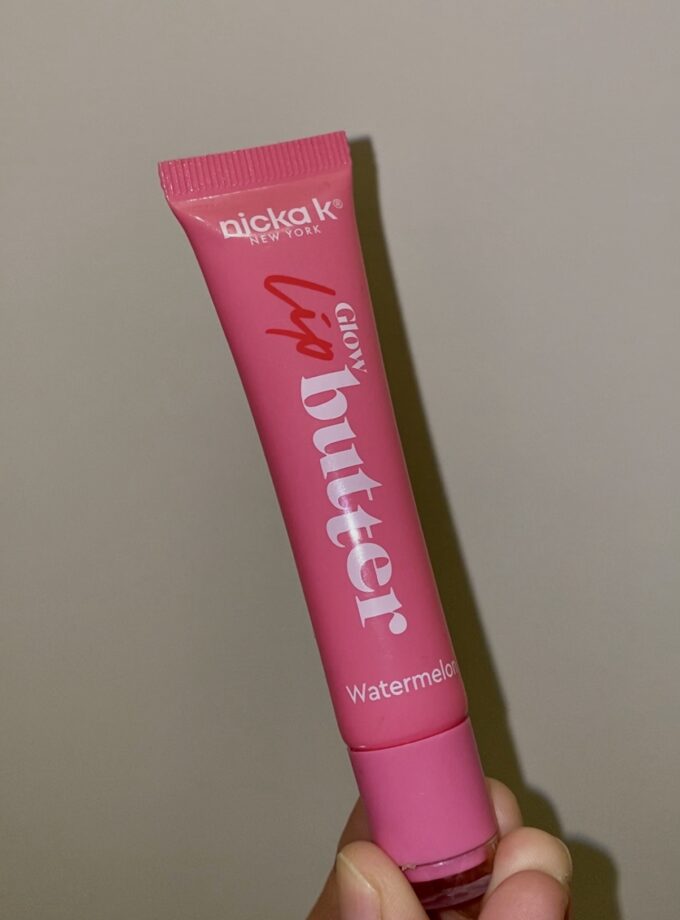 nicka k®
NEW YORK
GLOW
Lip
butter
Watermelon